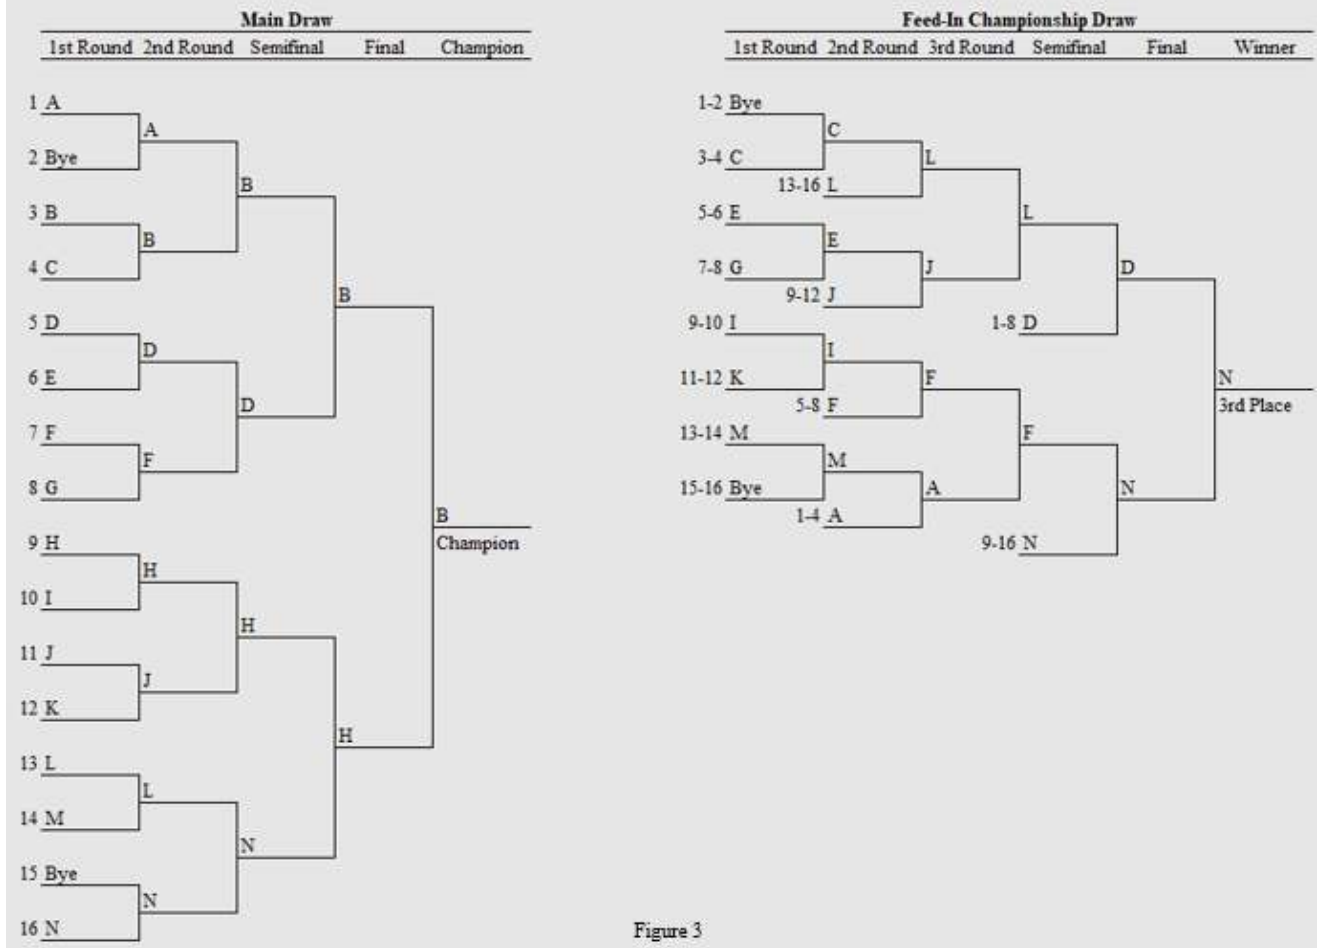 Main Draw
1st Round 2nd Round Semifinal Final Champion
1 A
A
2 Bye
B
3 B
B
4 C
B
5 D
D
6 E
D
7 F
F
8 G
B
Champion
9 H
H
10 I
H
11 J
J
12 K
H
13 L
L
14 M
N
15 Bye
N
16 N
Feed-In Championship Draw
1st Round 2nd Round 3rd Round Semifinal Final Winner
1-2 Bye
C
3-4 C
L
13-16 L
5-6 E
L
E
7-8 G
J
D
9-12 J
9-10 I
1-8 D
I
11-12 K
F
N
5-8 F
3rd Place
13-14 M
F
M
15-16 Bye
A
N
1-4 A
9-16 N
Figure 3